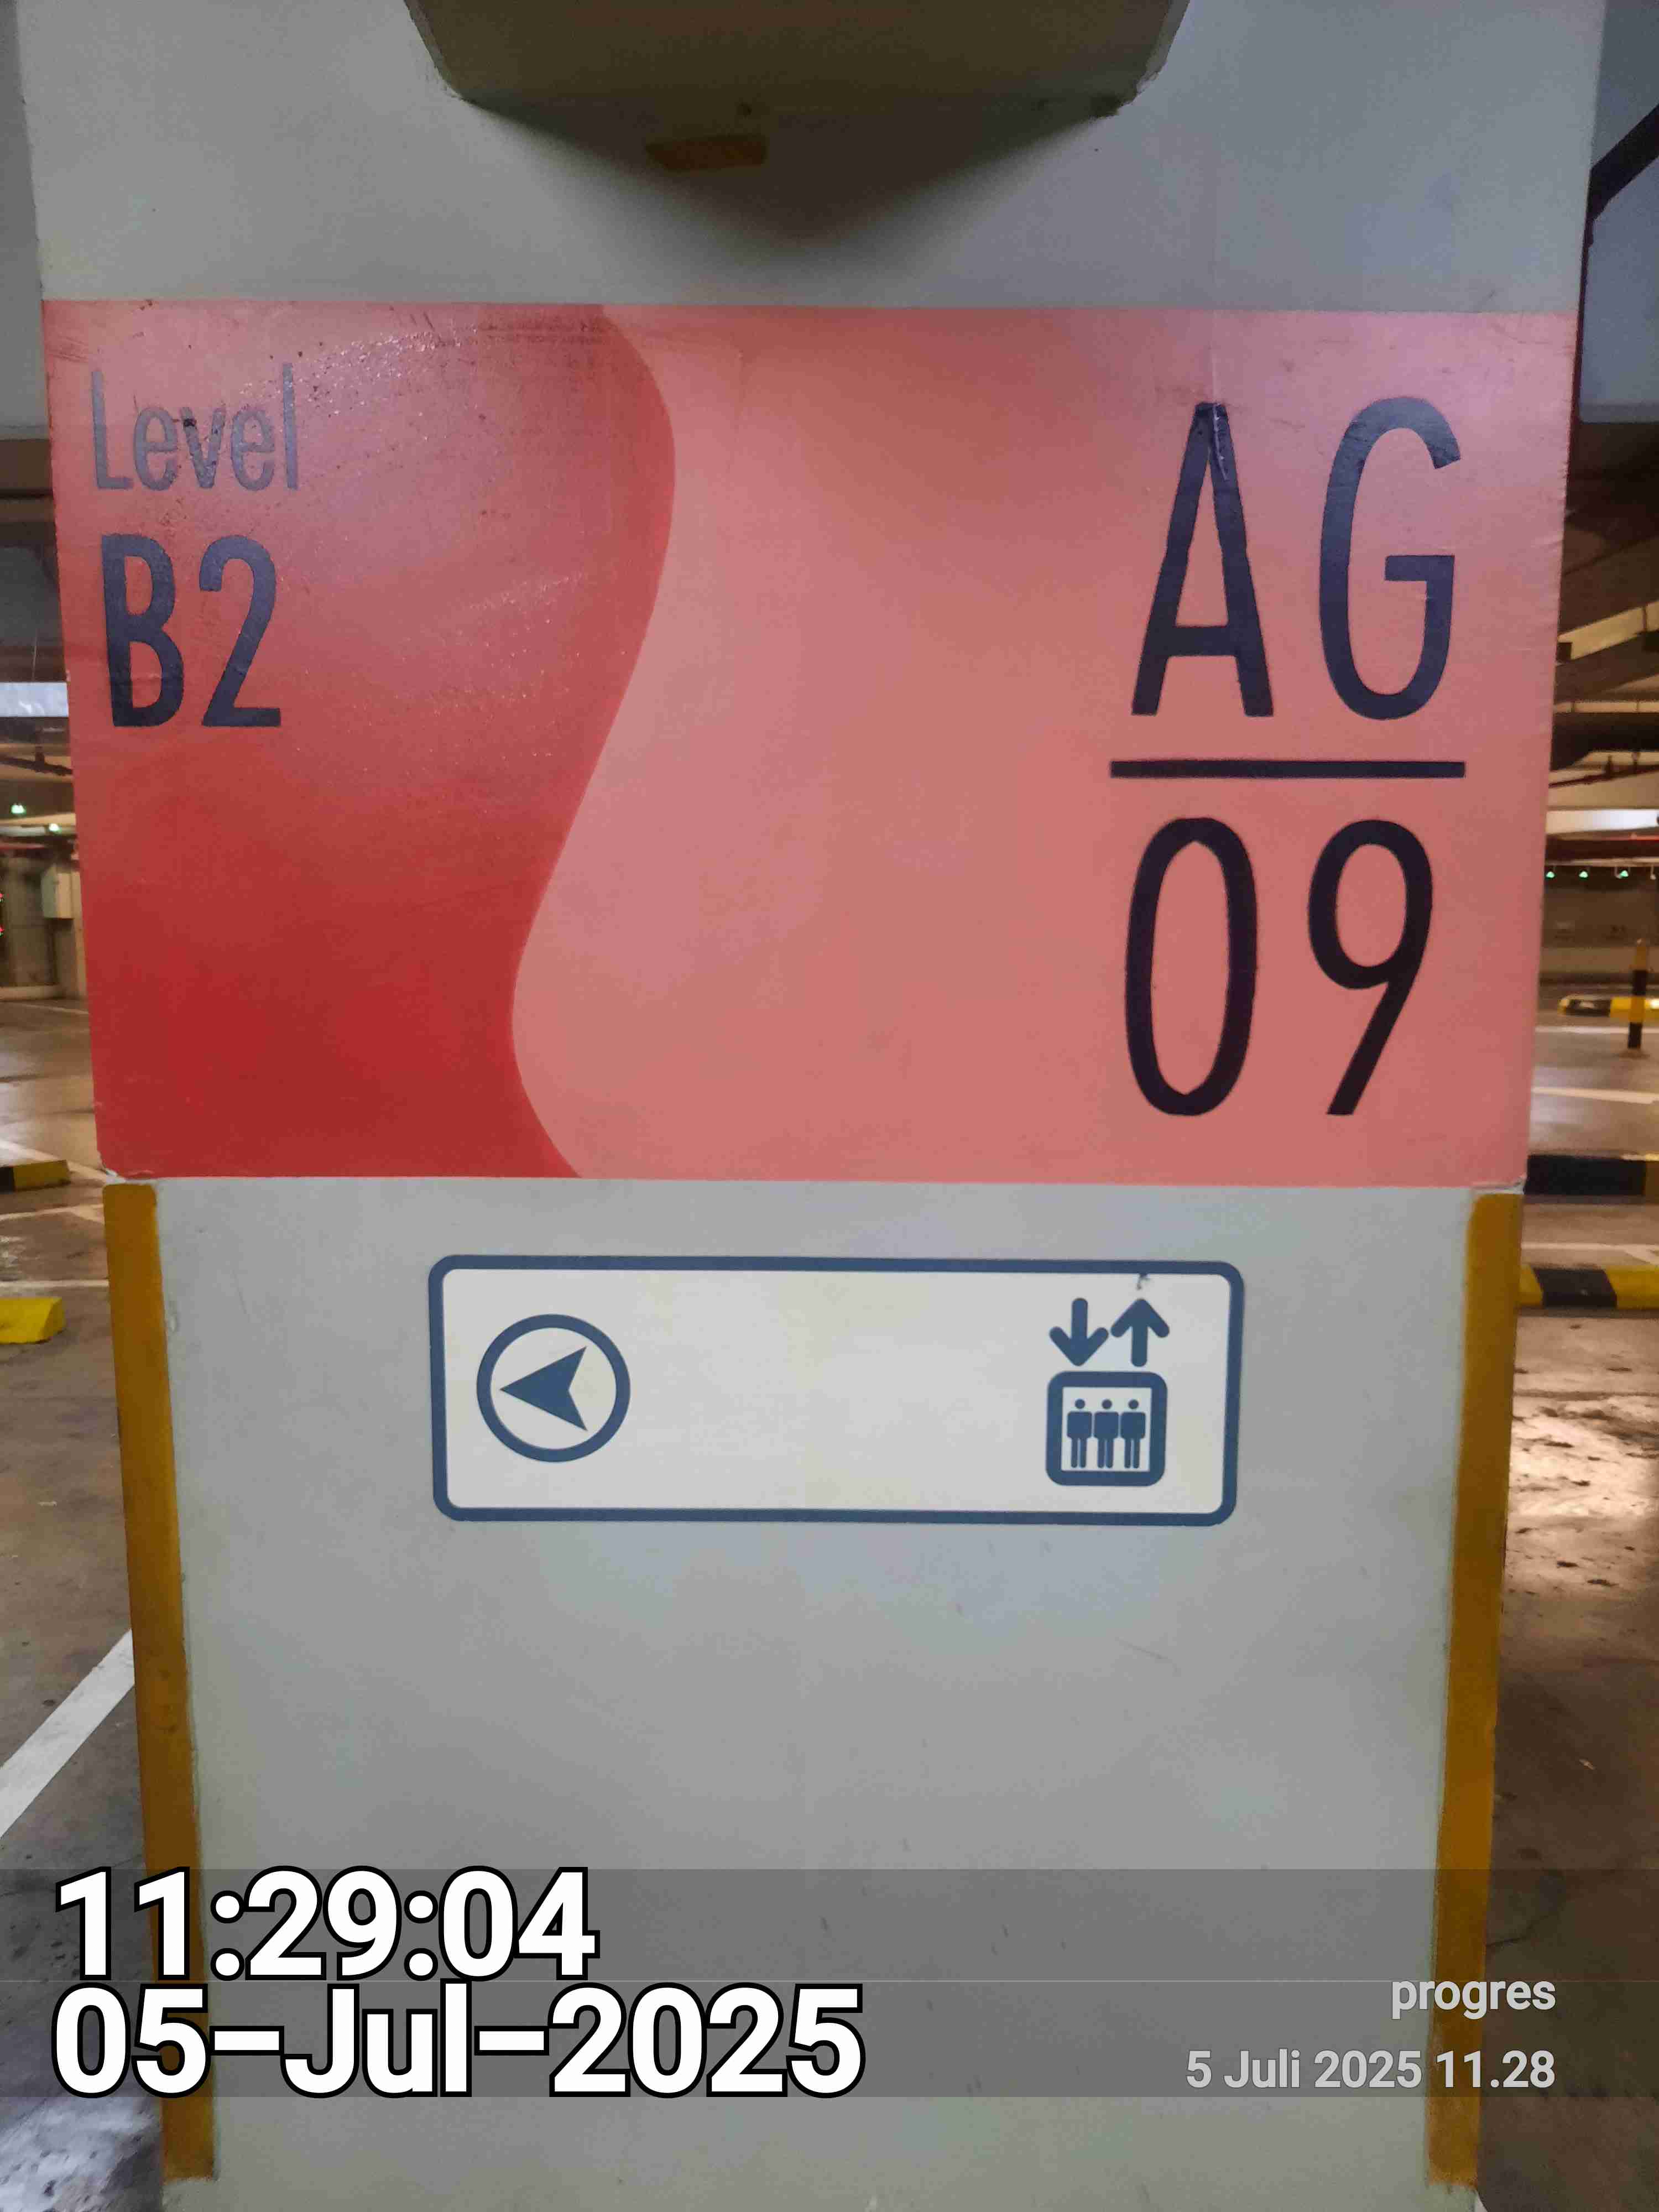 Level
B2
AG
09
11:29:04
05-Jul-2025
progres
5 Juli 2025 11.28